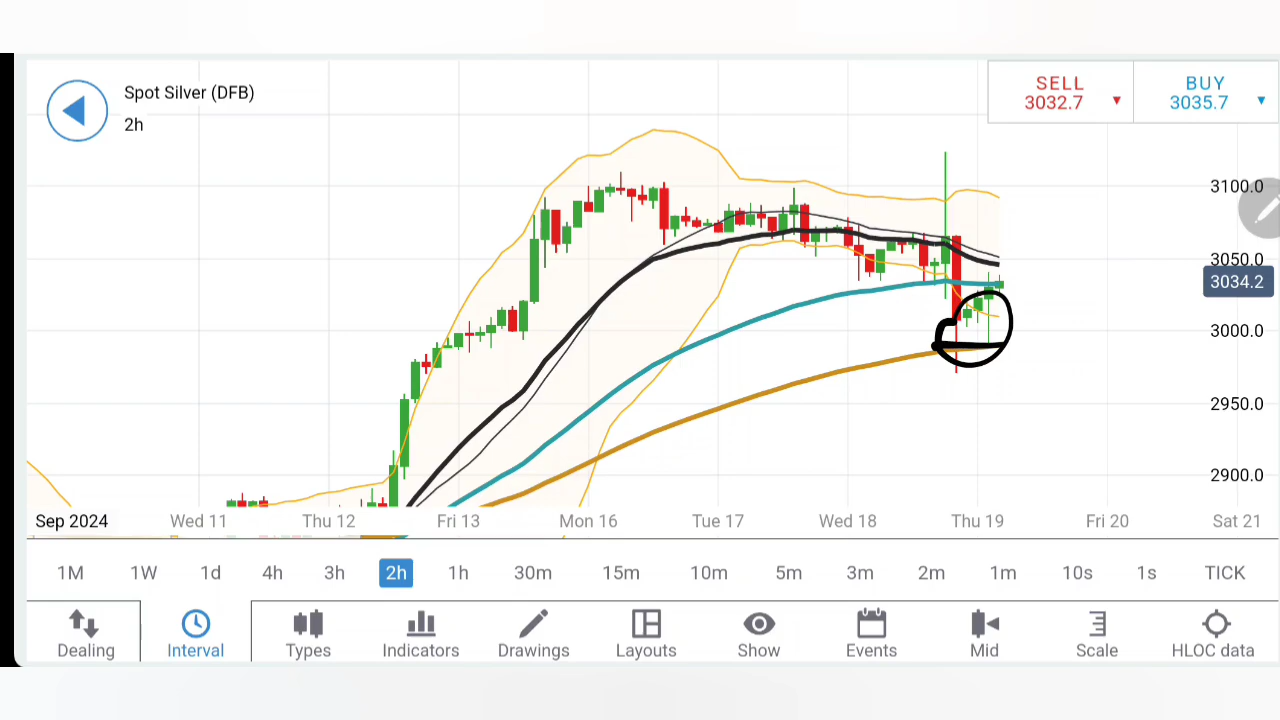 Spot Silver (DFB)
2h
SELL
3032.7
BUY
3035.7
3100.0
3050.0
3034.2
3000.0
2950.0
2900.0
Sep 2024 Wed 11 Thu 12 Fri 13 Mon 16 Tue 17 Wed 18 Thu 19 Fri 20 Sat 21
1M 1W 1d 4h 3h 2h 1h 30m 15m 10m 5m 3m 2m 1m 10s 1s TICK
Dealing Interval Types Indicators Drawings Layouts Show Events Mid Scale HLOC data